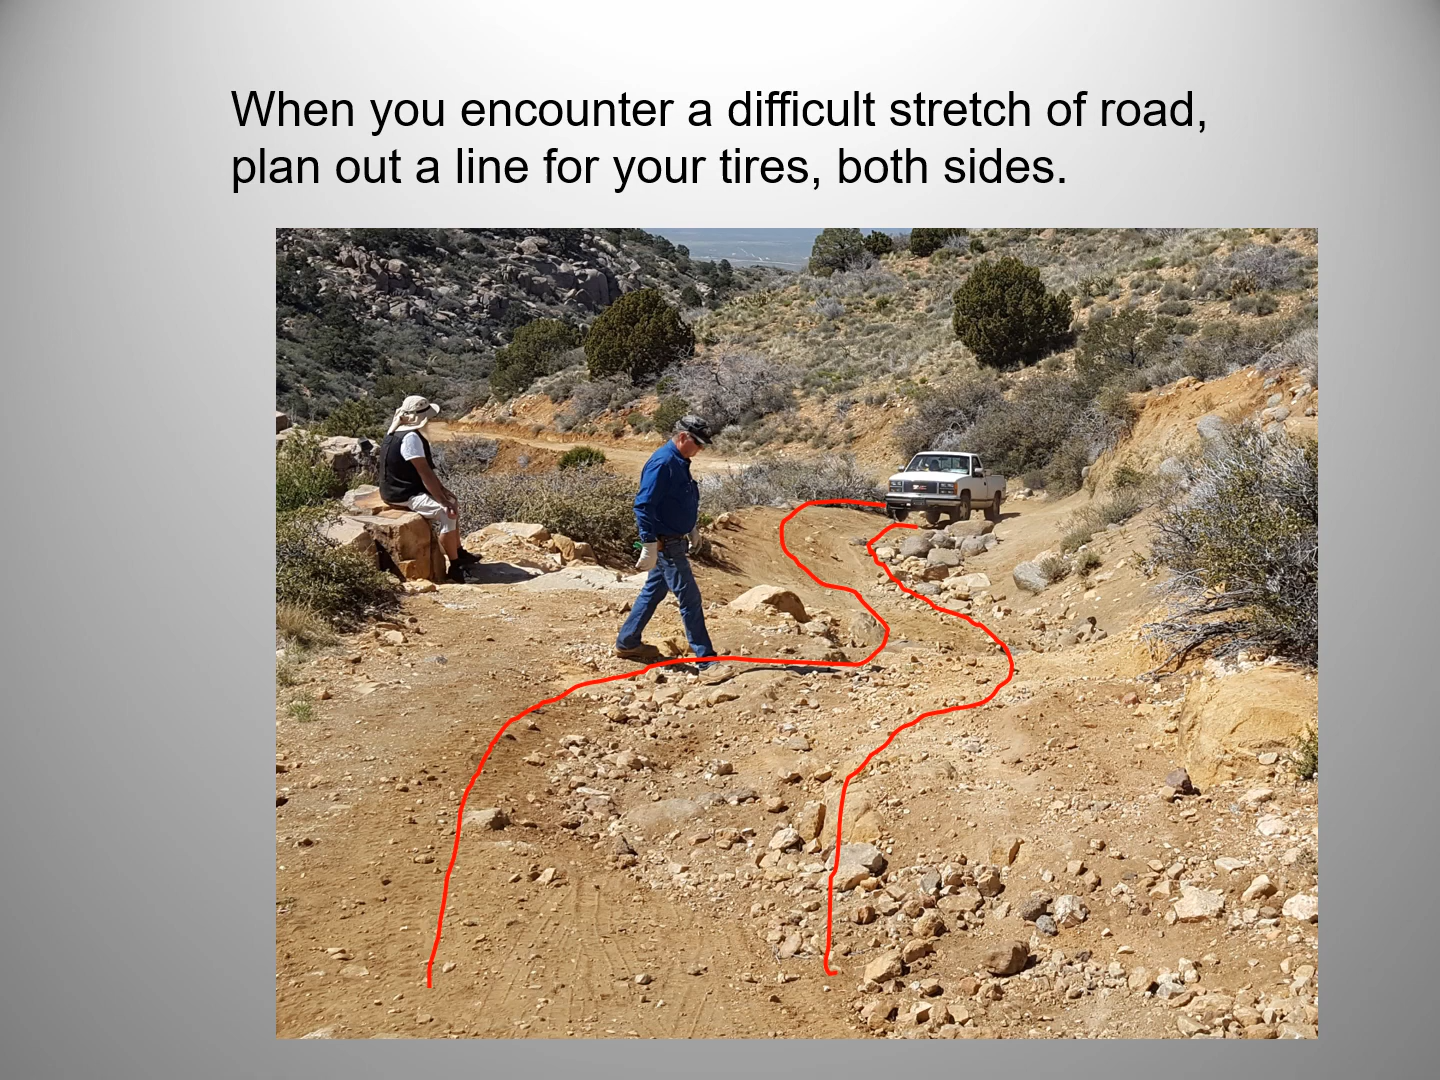 When you encounter a difficult stretch of road,
plan out a line for your tires, both sides.